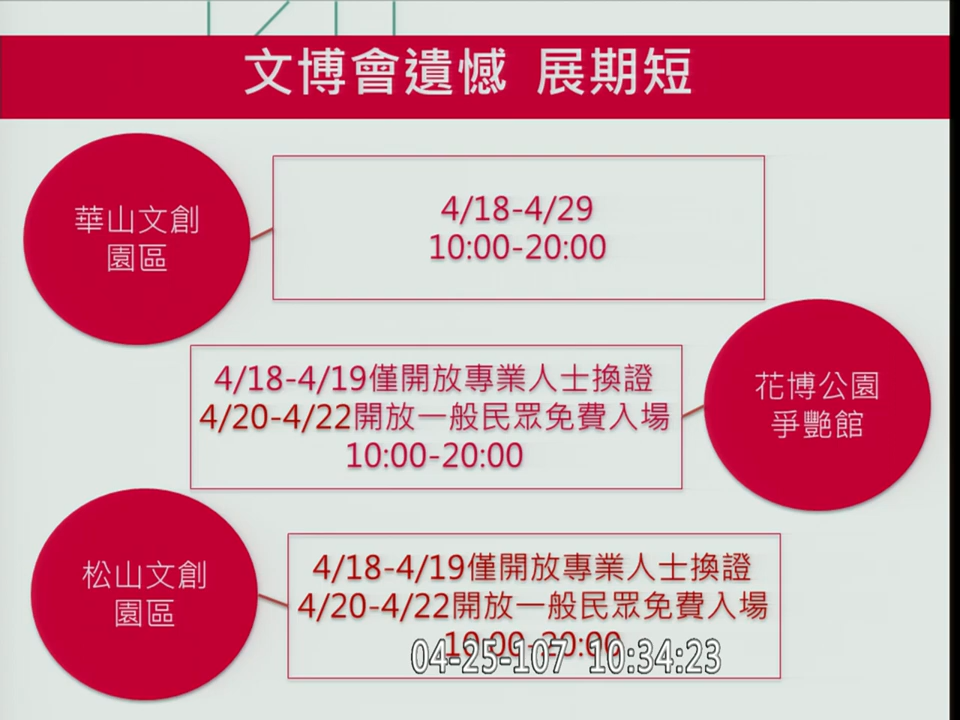 文博會遺憾 展期短
華山文創
園區
4/18-4/29
10:00-20:00
4/18-4/19僅開放專業人士換證
4/20-4/22開放一般民眾免費入場
10:00-20:00
花博公園
爭艷館
松山文創
園區
4/18-4/19僅開放專業人士換證
4/20-4/22開放一般民眾免費入場
10:00-20:00
04-25-107 10:34:23